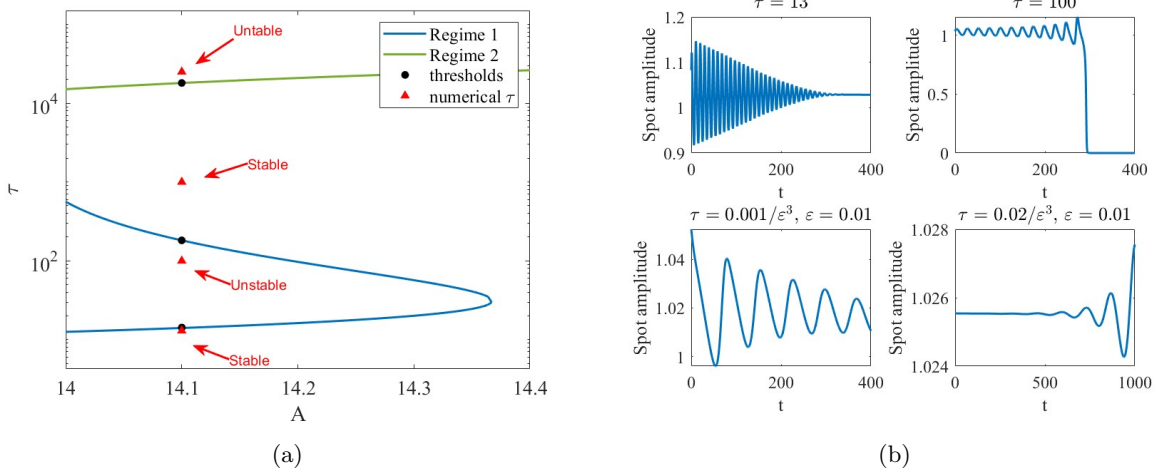 Untable
Regime 1
Regime 2
thresholds
numerical τ
10^4
Stable
τ
10^2
Unstable
Stable
14
14.1
14.2
14.3
14.4
A
(a)
τ = 13
1.2
1.1
1
0.9
Spot amplitude
0
200
400
t
τ = 100
1
0.5
0
Spot amplitude
0
200
400
t
τ = 0.001/ε^3, ε = 0.01
1.04
1.02
1
Spot amplitude
0
200
400
t
τ = 0.02/ε^3, ε = 0.01
1.028
1.026
1.024
Spot amplitude
0
500
1000
t
(b)